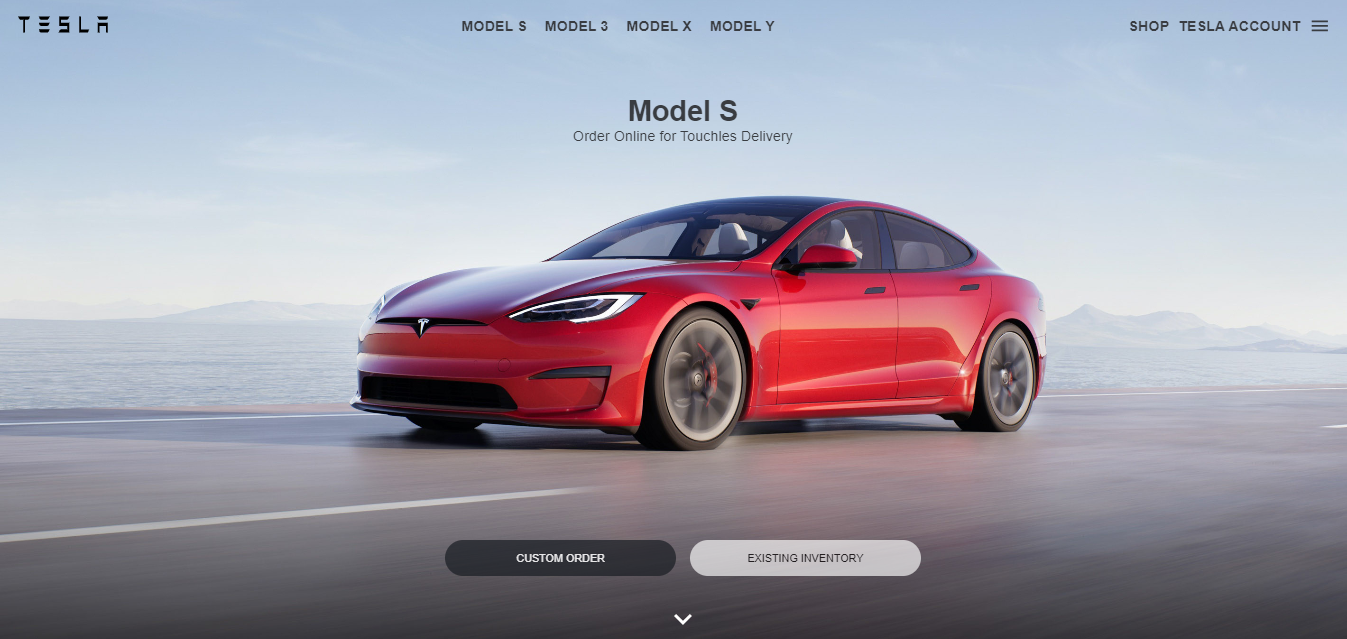 TESLA
MODEL S MODEL 3 MODEL X MODEL Y
SHOP TESLA ACCOUNT
Model S
Order Online for Touchles Delivery
CUSTOM ORDER
EXISTING INVENTORY